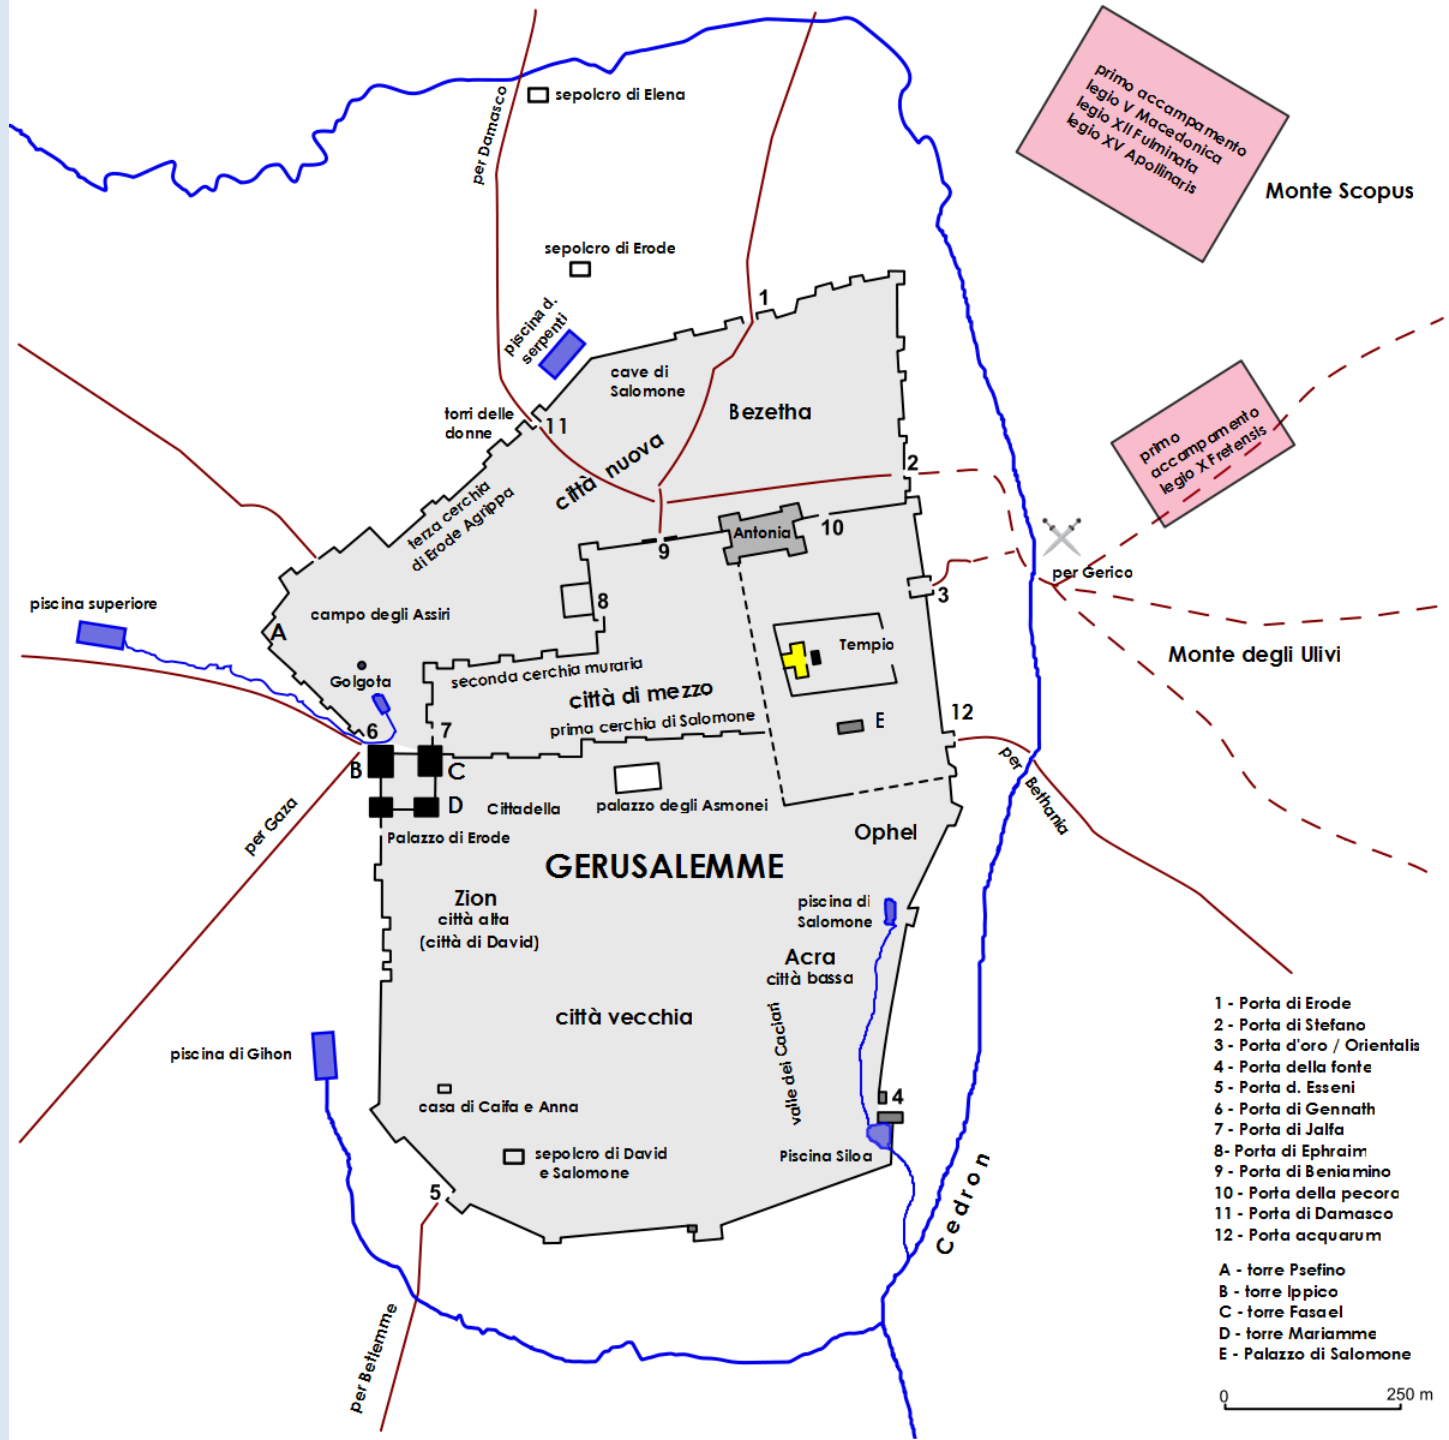 primo accampamento
legio V Macedonica
legio XII Fulminata
legio XV Apollinaris
Monte Scopus
per Damasco
sepolcro di Elena
sepolcro di Erode
piscina d.
serpenti
1
cave di
Salomone
Bezetha
torri delle
donne
11
città nuova
2
primo
accampamento
legio X Fretensis
terza cerchia
di Erode Agrippa
9
Antonia
10
per Gerico
3
piscina superiore
campo degli Assiri
8
A
Tempio
Monte degli Ulivi
Golgota
seconda cerchia muraria
città di mezzo
prima cerchia di Salomone
E
12
6
7
B
C
D
per Bethania
Cittadella
palazzo degli Asmonei
per Gaza
Palazzo di Erode
Ophel
GERUSALEMME
Zion
città alta
(città di David)
piscina di
Salomone
Acra
città bassa
città vecchia
valle dei Caciari
piscina di Gihon
casa di Caifa e Anna
4
sepolcro di David
e Salomone
Piscina Siloa
5
Cedron
per Betlemme
1 - Porta di Erode
2 - Porta di Stefano
3 - Porta d'oro / Orientalis
4 - Porta della fonte
5 - Porta d. Esseni
6 - Porta di Gennath
7 - Porta di Jalfa
8- Porta di Ephraim
9 - Porta di Beniamino
10 - Porta della pecora
11 - Porta di Damasco
12 - Porta acquarum
A - torre Psefino
B - torre Ippico
C - torre Fasael
D - torre Mariamme
E - Palazzo di Salomone
0
250 m